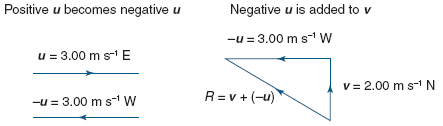 Positive u becomes negative u
Negative u is added to v
u = 3.00 m s⁻¹ E
–u = 3.00 m s⁻¹ W
–u = 3.00 m s⁻¹ W
R = v + (–u)
v = 2.00 m s⁻¹ N